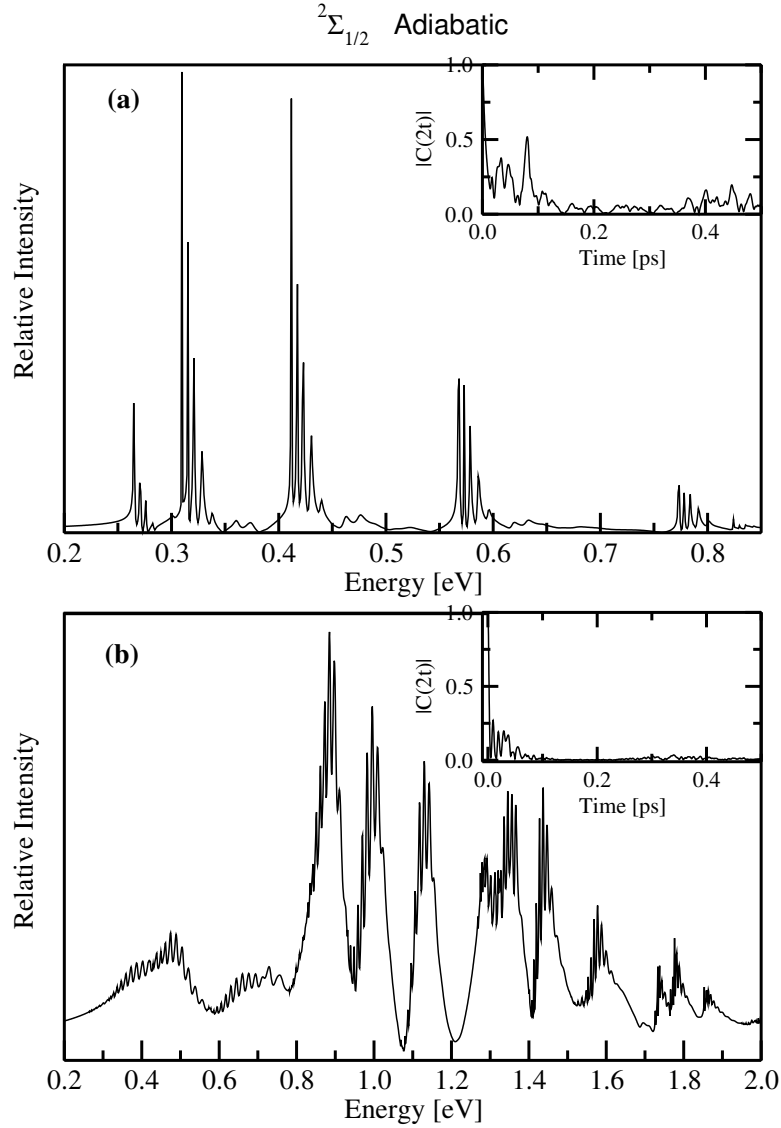 ²Σ₁/₂ Adiabatic
(a)
Relative Intensity
|C(2t)|
1.0
0.5
0.0
0.0 0.2 0.4
Time [ps]
0.2 0.3 0.4 0.5 0.6 0.7 0.8
Energy [eV]
(b)
Relative Intensity
|C(2t)|
1.0
0.5
0.0
0.0 0.2 0.4
Time [ps]
0.2 0.4 0.6 0.8 1.0 1.2 1.4 1.6 1.8 2.0
Energy [eV]